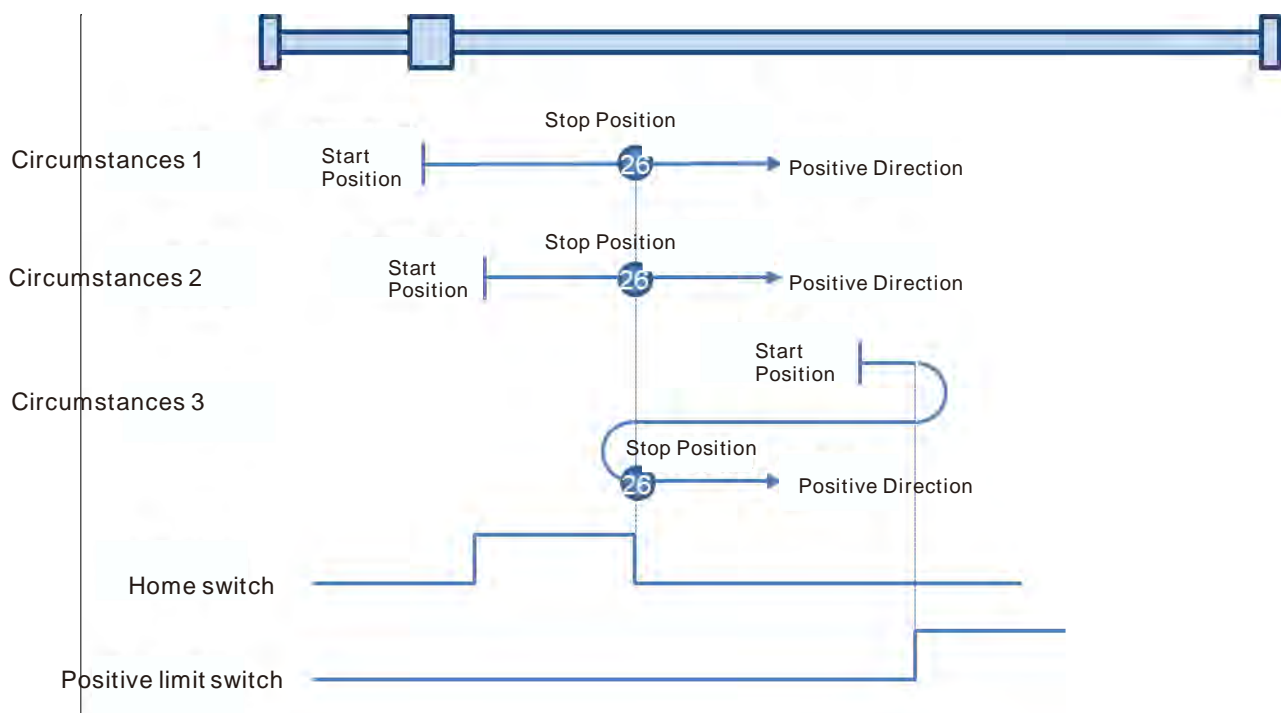 Stop Position
Circumstances 1
Start
Position
26
Positive Direction
Stop Position
Circumstances 2
Start
Position
26
Positive Direction
Start
Position
Circumstances 3
Stop Position
26
Positive Direction
Home switch
Positive limit switch